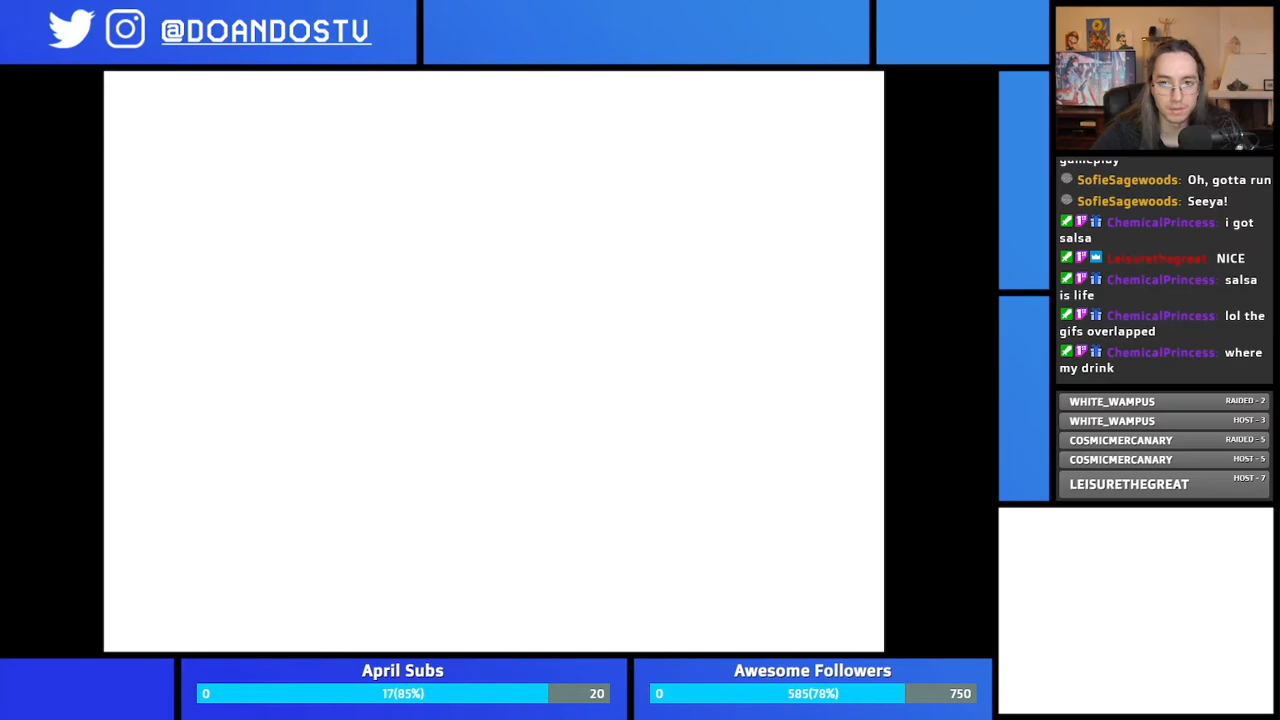 @DOANDOSTV
gameplay
SofieSagewoods: Oh, gotta run
SofieSagewoods: Seeya!
ChemicalPrincess: i got
salsa
Leisurethegreat: NICE
ChemicalPrincess: salsa
is life
ChemicalPrincess: lol the
gifs overlapped
ChemicalPrincess: where
my drink
WHITE_WAMPUS RAIDED - 2
WHITE_WAMPUS HOST - 3
COSMICMERCANARY RAIDED - 5
COSMICMERCANARY HOST - 5
LEISURETHEGREAT HOST - 7
April Subs
0 17(85%) 20
Awesome Followers
0 585(78%) 750